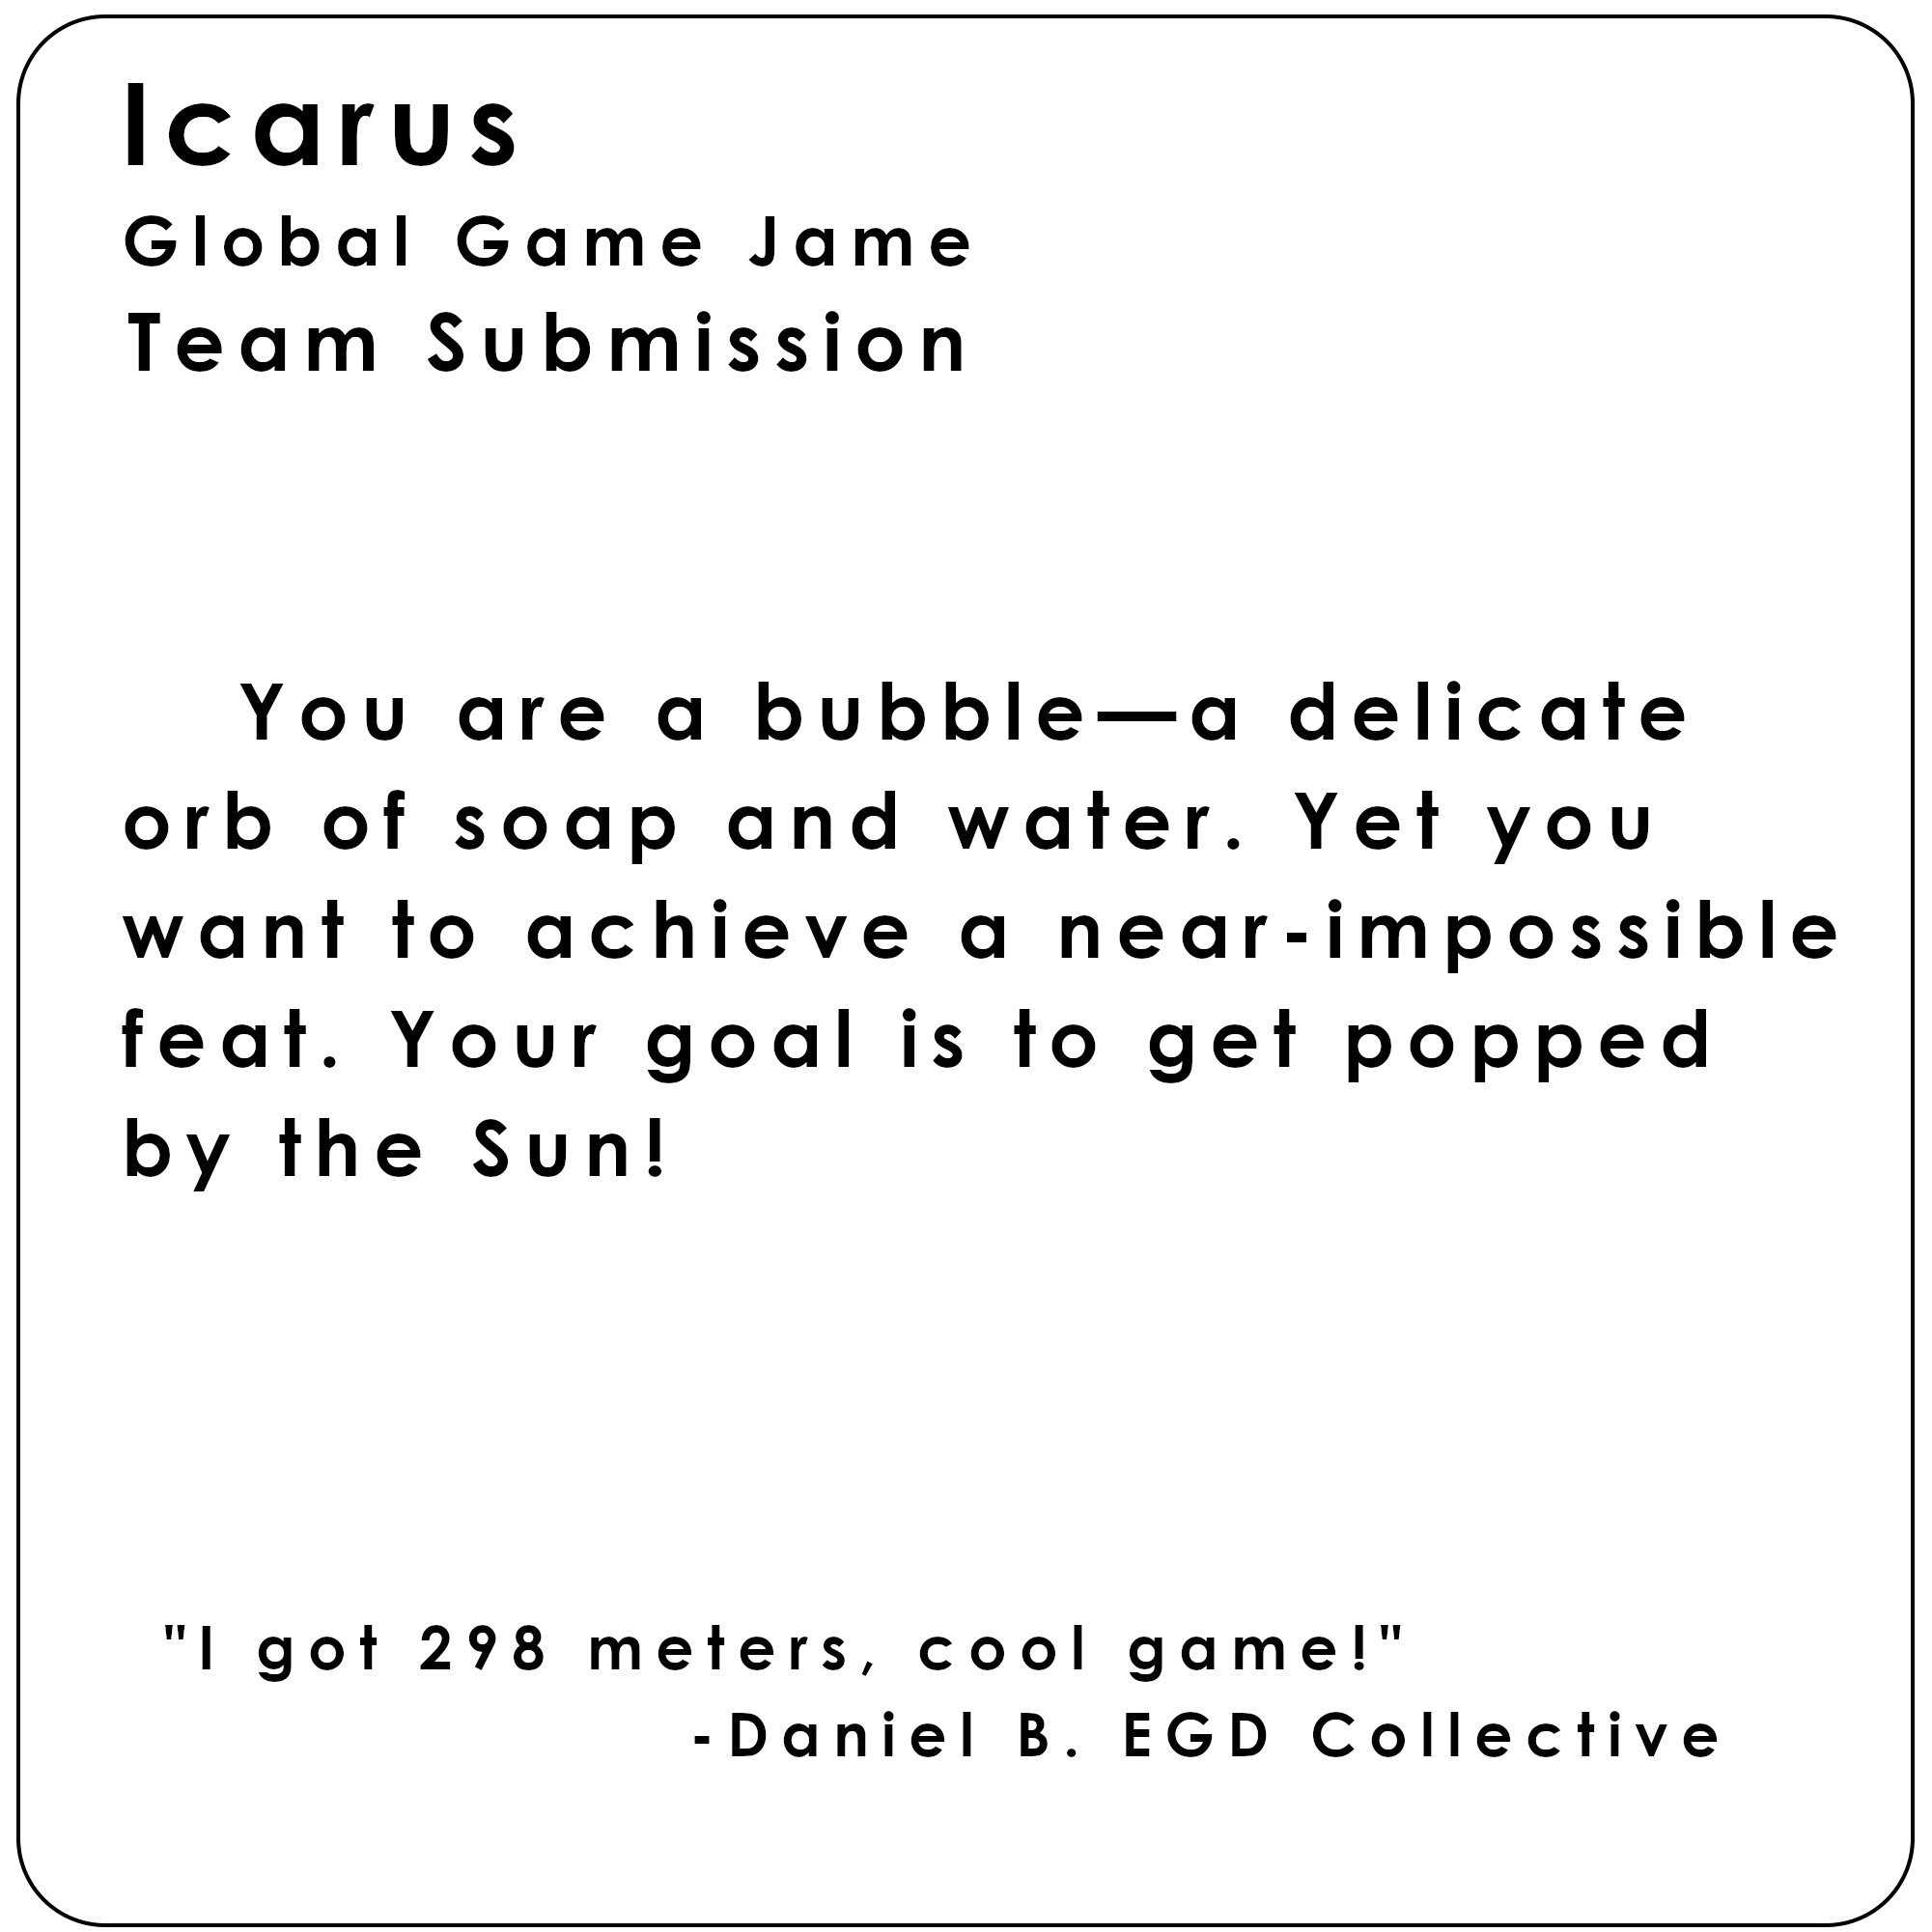 Icarus
Global Game Jame
Team Submission
You are a bubble—a delicate
orb of soap and water. Yet you
want to achieve a near-impossible
feat. Your goal is to get popped
by the Sun!
"I got 298 meters, cool game!"
-Daniel B. EGD Collective